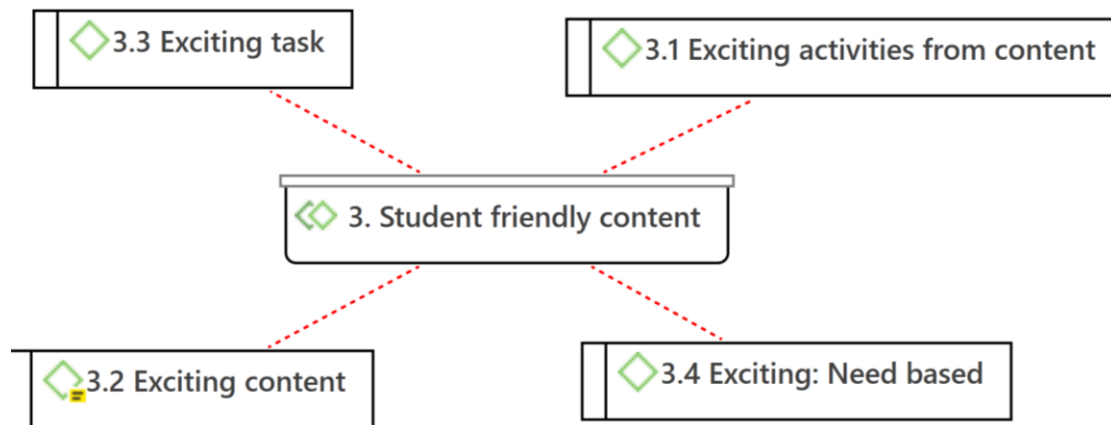 3.3 Exciting task
3.1 Exciting activities from content
3. Student friendly content
3.2 Exciting content
3.4 Exciting: Need based